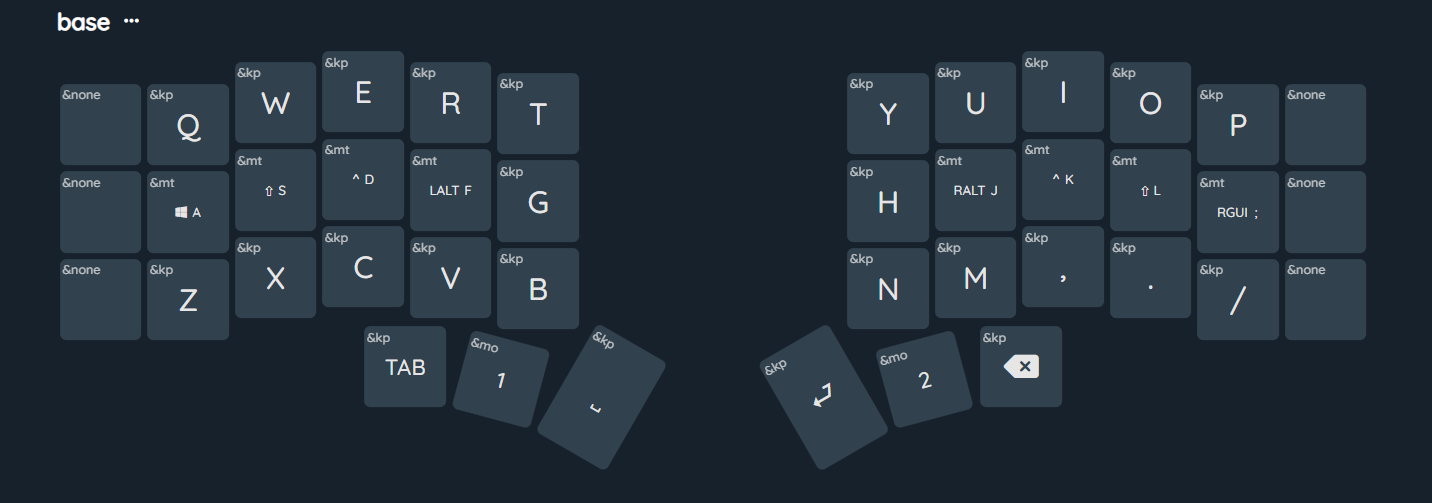 base ...
&none &kp Q &kp W &kp E &kp R &kp T &kp Y &kp U &kp I &kp O &kp P &none
&none &mt A &mt ⇧ S &mt ^ D &mt LALT F &kp G &kp H &mt RALT J &mt ^ K &mt ⇧ L &mt RGUI ; &none
&none &kp Z &kp X &kp C &kp V &kp B &kp N &kp M &kp , &kp . &kp / &none
&kp TAB &mo 1 &kp ⎵ &kp ⏎ &mo 2 &kp ⌫